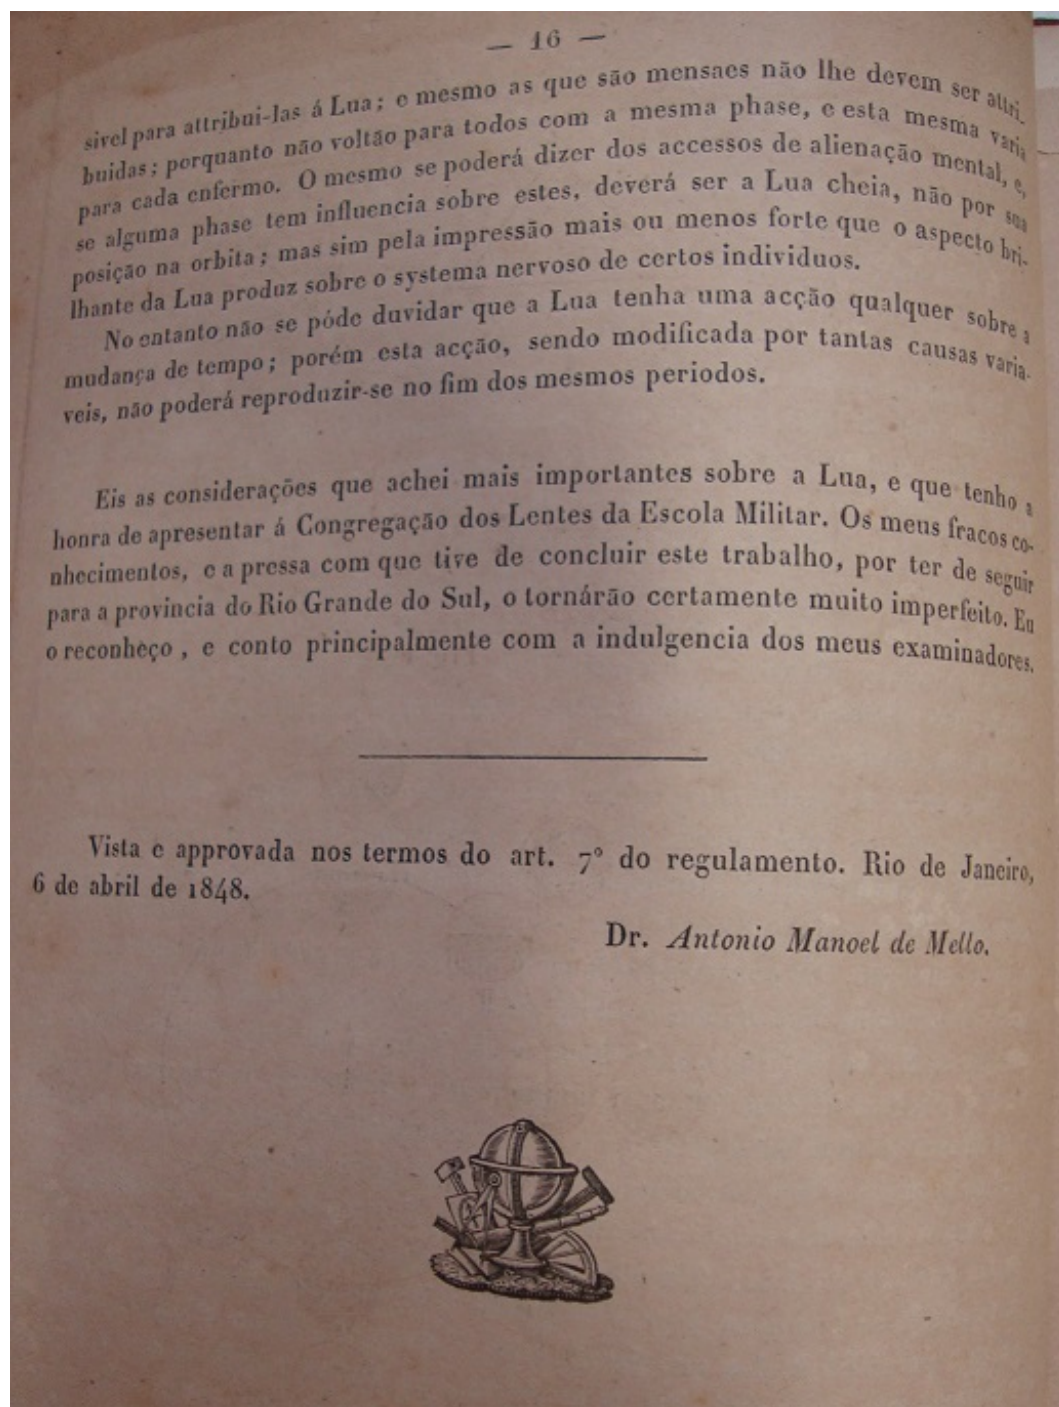 — 16 —
sivel para attribui-las á Lua; e mesmo as que são mensaes não lhe devem ser attri-
buidas; porquanto não voltão para todos com a mesma phase, e esta mesma varia
para cada enfermo. O mesmo se poderá dizer dos accessos de alienação mental, e,
se alguma phase tem influencia sobre estes, deverá ser a Lua cheia, não por sua
posição na orbita; mas sim pela impressão mais ou menos forte que o aspecto bri-
lhante da Lua produz sobre o systema nervoso de certos individuos.
No entanto não se póde duvidar que a Lua tenha uma acção qualquer sobre a
mudança de tempo; porém esta acção, sendo modificada por tantas causas varia-
veis, não poderá reproduzir-se no fim dos mesmos periodos.
Eis as considerações que achei mais importantes sobre a Lua, e que tenho a
honra de apresentar á Congregação dos Lentes da Escola Militar. Os meus fracos co-
nhecimentos, e a pressa com que tive de concluir este trabalho, por ter de seguir
para a provincia do Rio Grande do Sul, o tornárão certamente muito imperfeito. Eu
o reconheço, e conto principalmente com a indulgencia dos meus examinadores.
Vista e approvada nos termos do art. 7º do regulamento. Rio de Janeiro,
6 de abril de 1848.
Dr. Antonio Manoel de Mello.